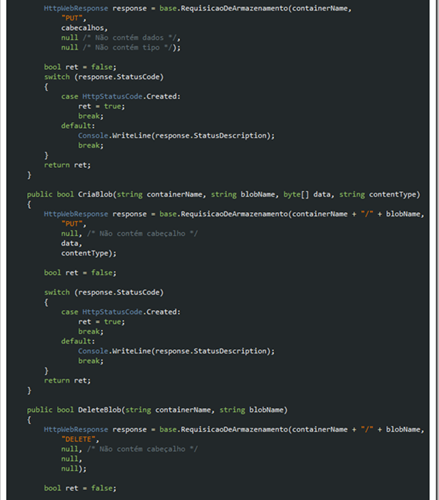 HttpWebResponse response = base.RequisicaoDeArmazenamento(containerName,
"PUT",
cabecalhos,
null /* Não contém dados */,
null /* Não contém tipo */);
bool ret = false;
switch (response.StatusCode)
{
case HttpStatusCode.Created:
ret = true;
break;
default:
Console.WriteLine(response.StatusDescription);
break;
}
return ret;
}
public bool CriaBlob(string containerName, string blobName, byte[] data, string contentType)
{
HttpWebResponse response = base.RequisicaoDeArmazenamento(containerName + "/" + blobName,
"PUT",
null, /* Não contém cabeçalho */
data,
contentType);
bool ret = false;
switch (response.StatusCode)
{
case HttpStatusCode.Created:
ret = true;
break;
default:
Console.WriteLine(response.StatusDescription);
break;
}
return ret;
}
public bool DeleteBlob(string containerName, string blobName)
{
HttpWebResponse response = base.RequisicaoDeArmazenamento(containerName + "/" + blobName,
"DELETE",
null, /* Não contém cabeçalho */
null,
null);
bool ret = false;